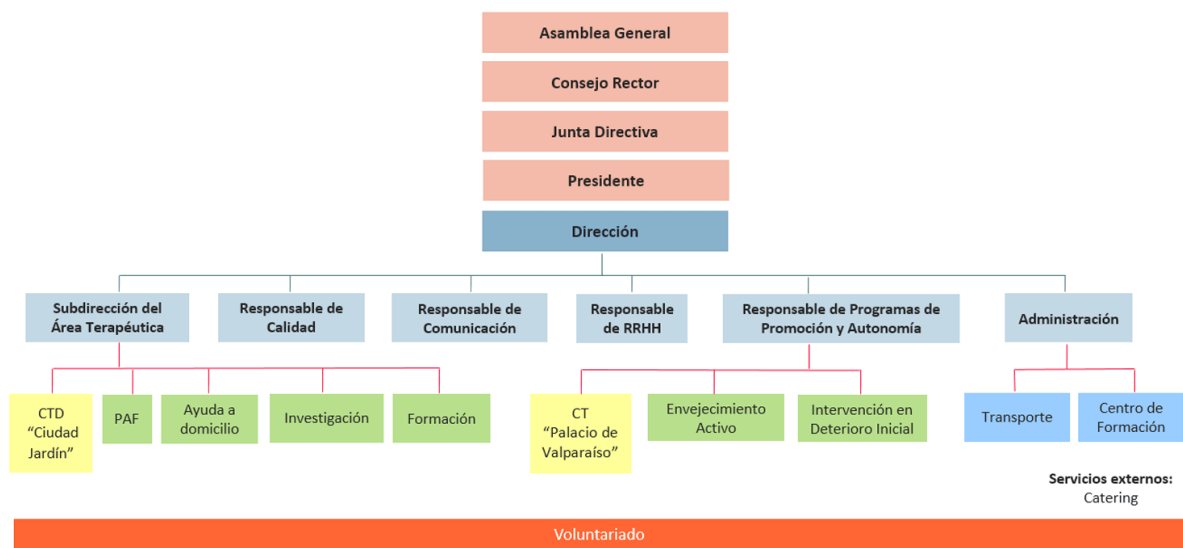 Asamblea General
Consejo Rector
Junta Directiva
Presidente
Dirección
Subdirección del
Área Terapéutica
Responsable de
Calidad
Responsable de
Comunicación
Responsable
de RRHH
Responsable de Programas de
Promoción y Autonomía
Administración
CTD
“Ciudad
Jardín”
PAF
Ayuda a
domicilio
Investigación
Formación
CT
“Palacio de
Valparaíso”
Envejecimiento
Activo
Intervención en
Deterioro Inicial
Transporte
Centro de
Formación
Servicios externos:
Catering
Voluntariado